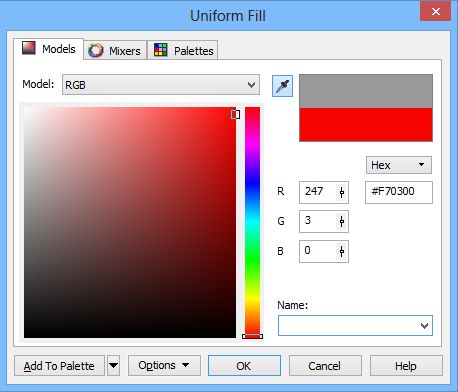 Uniform Fill
Models Mixers Palettes
Model: RGB
Hex
R 247 #F70300
G 3
B 0
Name:
Add To Palette Options OK Cancel Help